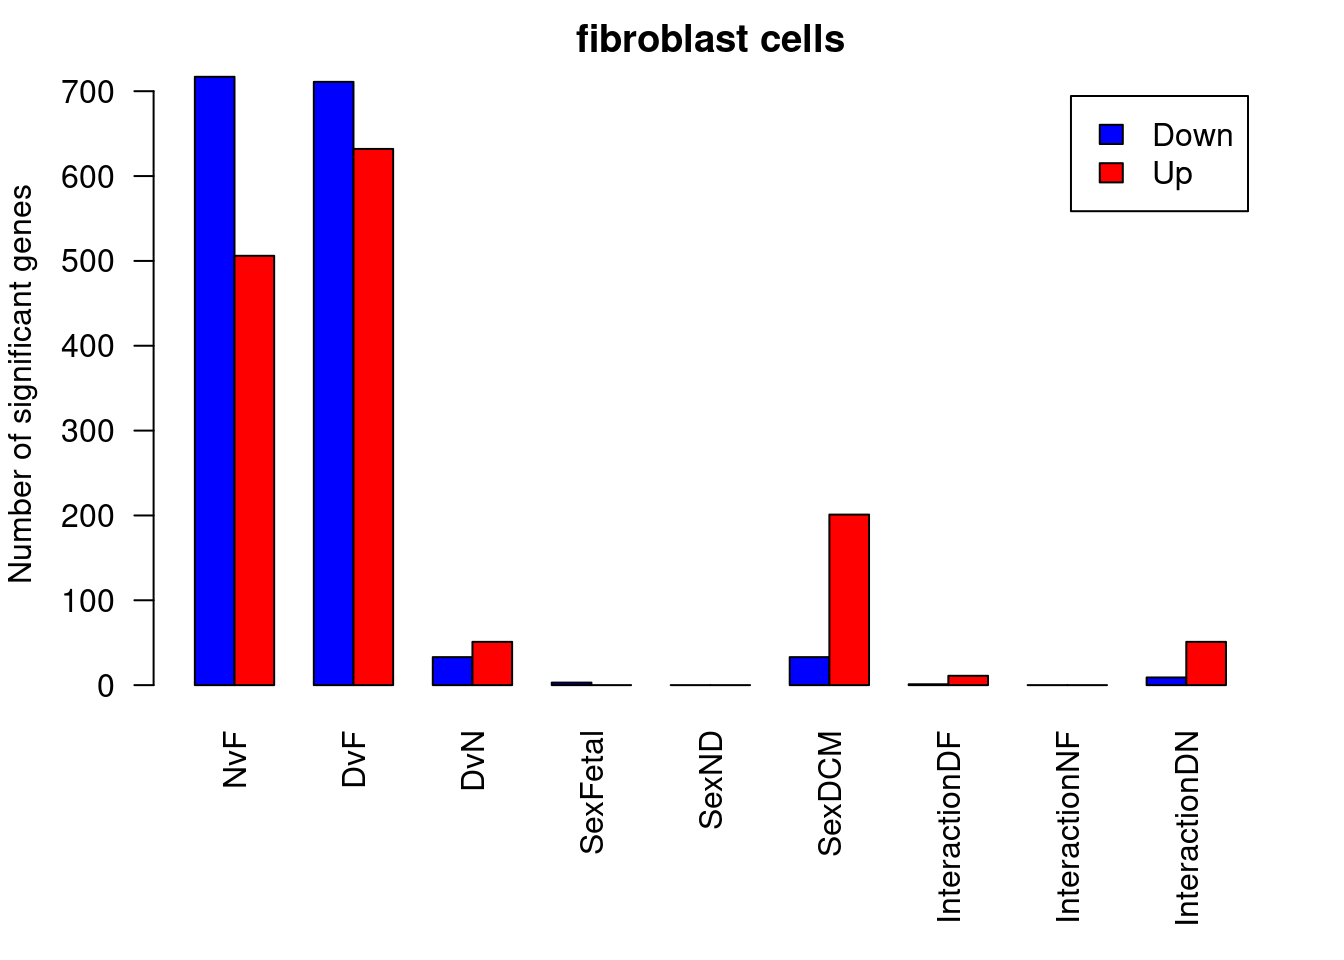 fibroblast cells
Number of significant genes
700
600
500
400
300
200
100
0
Down
Up
NvF
DvF
DvN
SexFetal
SexND
SexDCM
InteractionDF
InteractionNF
InteractionDN